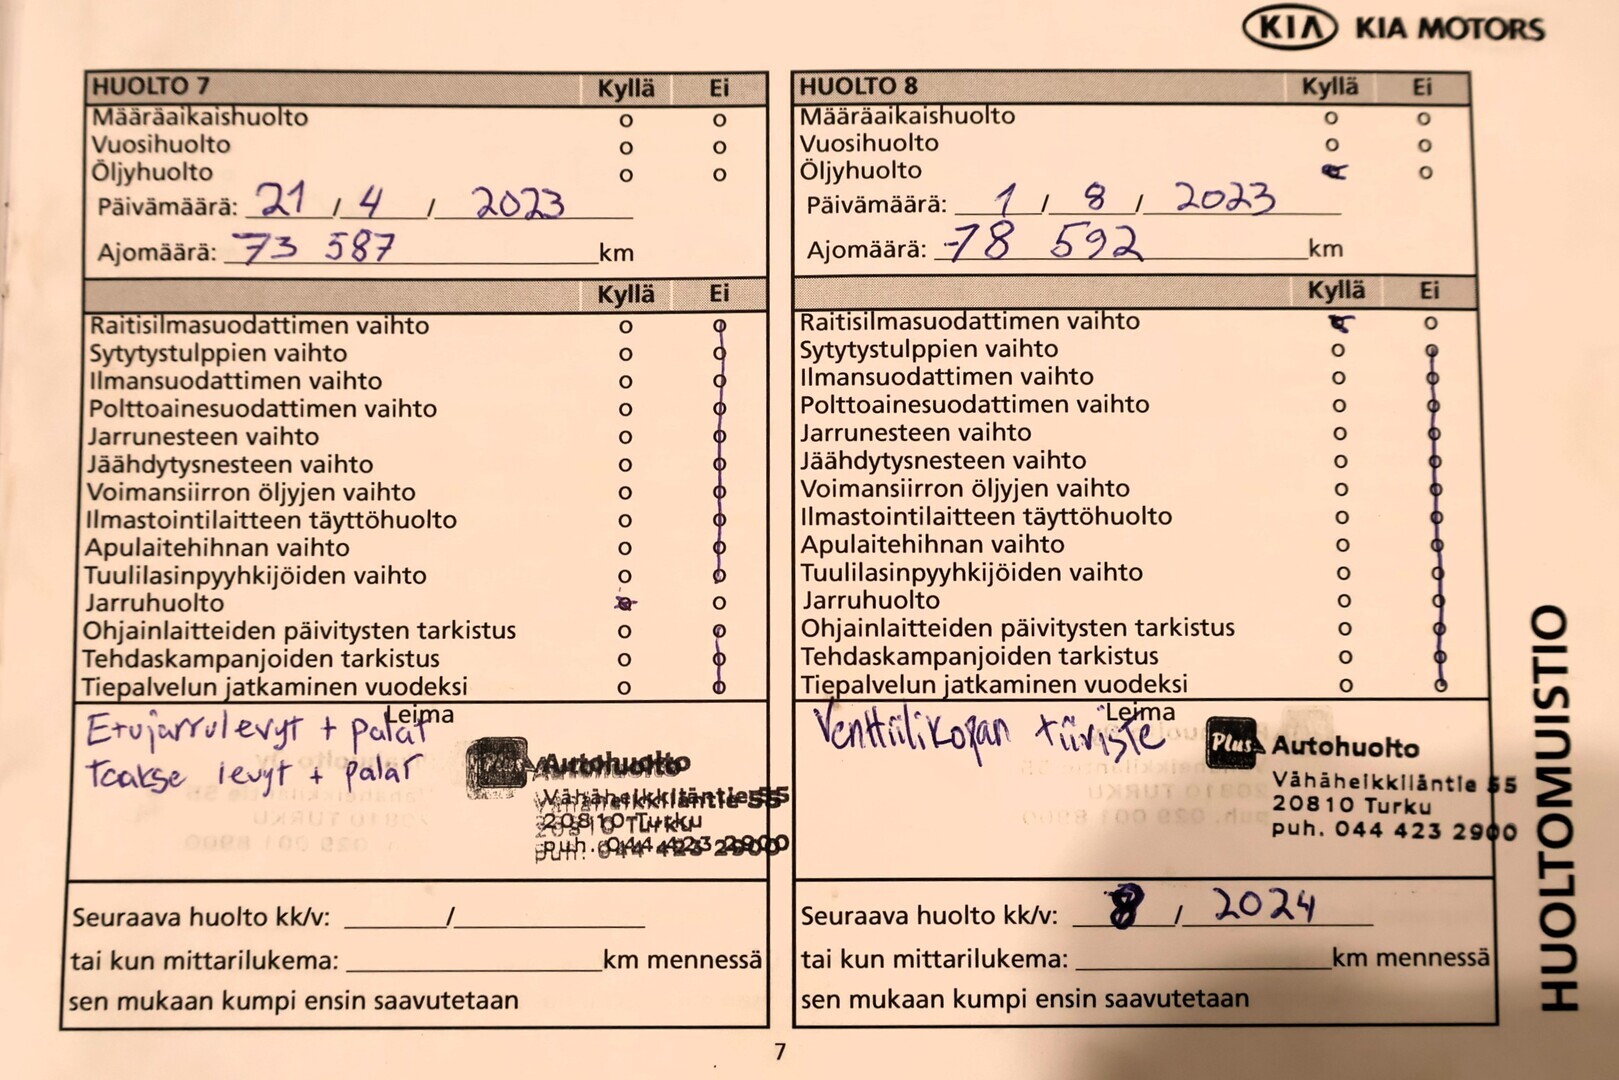 KIA KIA MOTORS
HUOLTO 7 Kyllä Ei
Määräaikaishuolto o o
Vuosihuolto o o
Öljyhuolto o o
Päivämäärä: 21 / 4 / 2023
Ajomäärä: 73 587 km
Kyllä Ei
Raitisilmasuodattimen vaihto o o
Sytytystulppien vaihto o o
Ilmansuodattimen vaihto o o
Polttoainesuodattimen vaihto o o
Jarrunesteen vaihto o o
Jäähdytysnesteen vaihto o o
Voimansiirron öljyjen vaihto o o
Ilmastointilaitteen täyttöhuolto o o
Apulaitehihnan vaihto o o
Tuulilasinpyyhkijöiden vaihto o o
Jarruhuolto o o
Ohjainlaitteiden päivitysten tarkistus o o
Tehdaskampanjoiden tarkistus o o
Tiepalvelun jatkaminen vuodeksi o o
Leima
Etujarrulevyt + palat
taakse levyt + palat
Plus Autohuolto
Vähäheikkiläntie 55
20810 Turku
puh. 044 423 2900
Seuraava huolto kk/v: /
tai kun mittarilukema: km mennessä
sen mukaan kumpi ensin saavutetaan
HUOLTO 8 Kyllä Ei
Määräaikaishuolto o o
Vuosihuolto o o
Öljyhuolto o o
Päivämäärä: 1 / 8 / 2023
Ajomäärä: 78 592 km
Kyllä Ei
Raitisilmasuodattimen vaihto o o
Sytytystulppien vaihto o o
Ilmansuodattimen vaihto o o
Polttoainesuodattimen vaihto o o
Jarrunesteen vaihto o o
Jäähdytysnesteen vaihto o o
Voimansiirron öljyjen vaihto o o
Ilmastointilaitteen täyttöhuolto o o
Apulaitehihnan vaihto o o
Tuulilasinpyyhkijöiden vaihto o o
Jarruhuolto o o
Ohjainlaitteiden päivitysten tarkistus o o
Tehdaskampanjoiden tarkistus o o
Tiepalvelun jatkaminen vuodeksi o o
Leima
Venttiilikopan tiiviste
Plus Autohuolto
Vähäheikkiläntie 55
20810 Turku
puh. 044 423 2900
Seuraava huolto kk/v: 8 / 2024
tai kun mittarilukema: km mennessä
sen mukaan kumpi ensin saavutetaan
HUOLTOMUISTIO
7